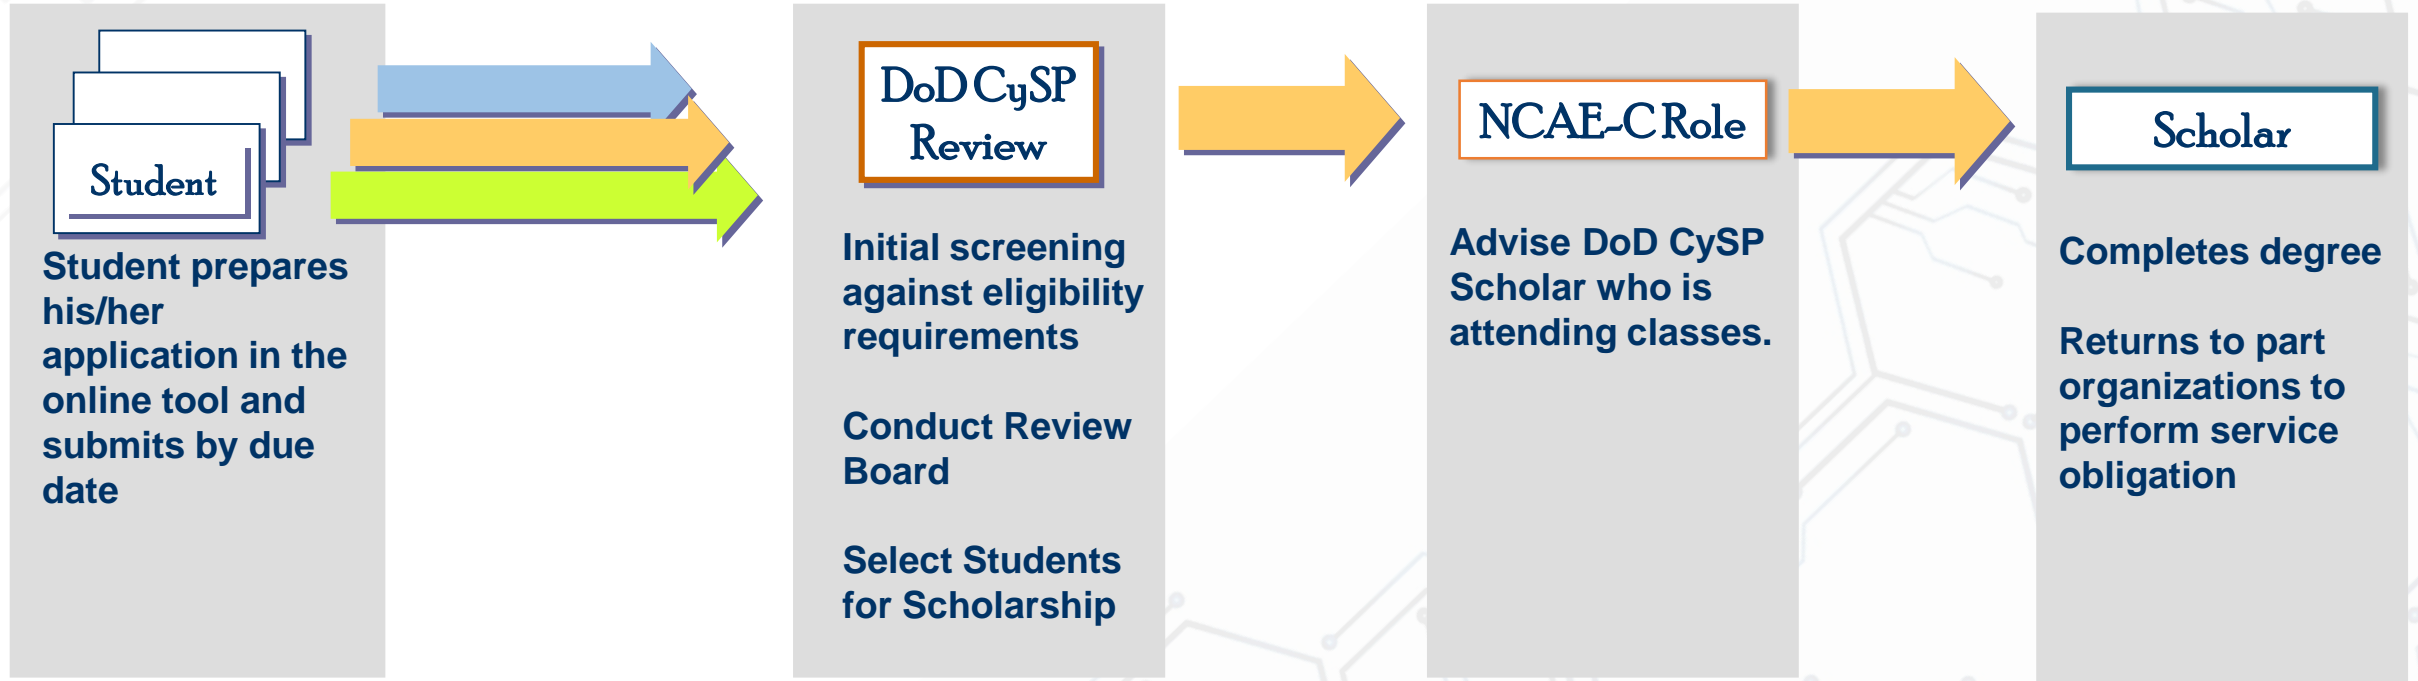 Student
Student prepares
his/her
application in the
online tool and
submits by due
date
DoD CySP
Review
Initial screening
against eligibility
requirements
Conduct Review
Board
Select Students
for Scholarship
NCAE-C Role
Advise DoD CySP
Scholar who is
attending classes.
Scholar
Completes degree
Returns to part
organizations to
perform service
obligation